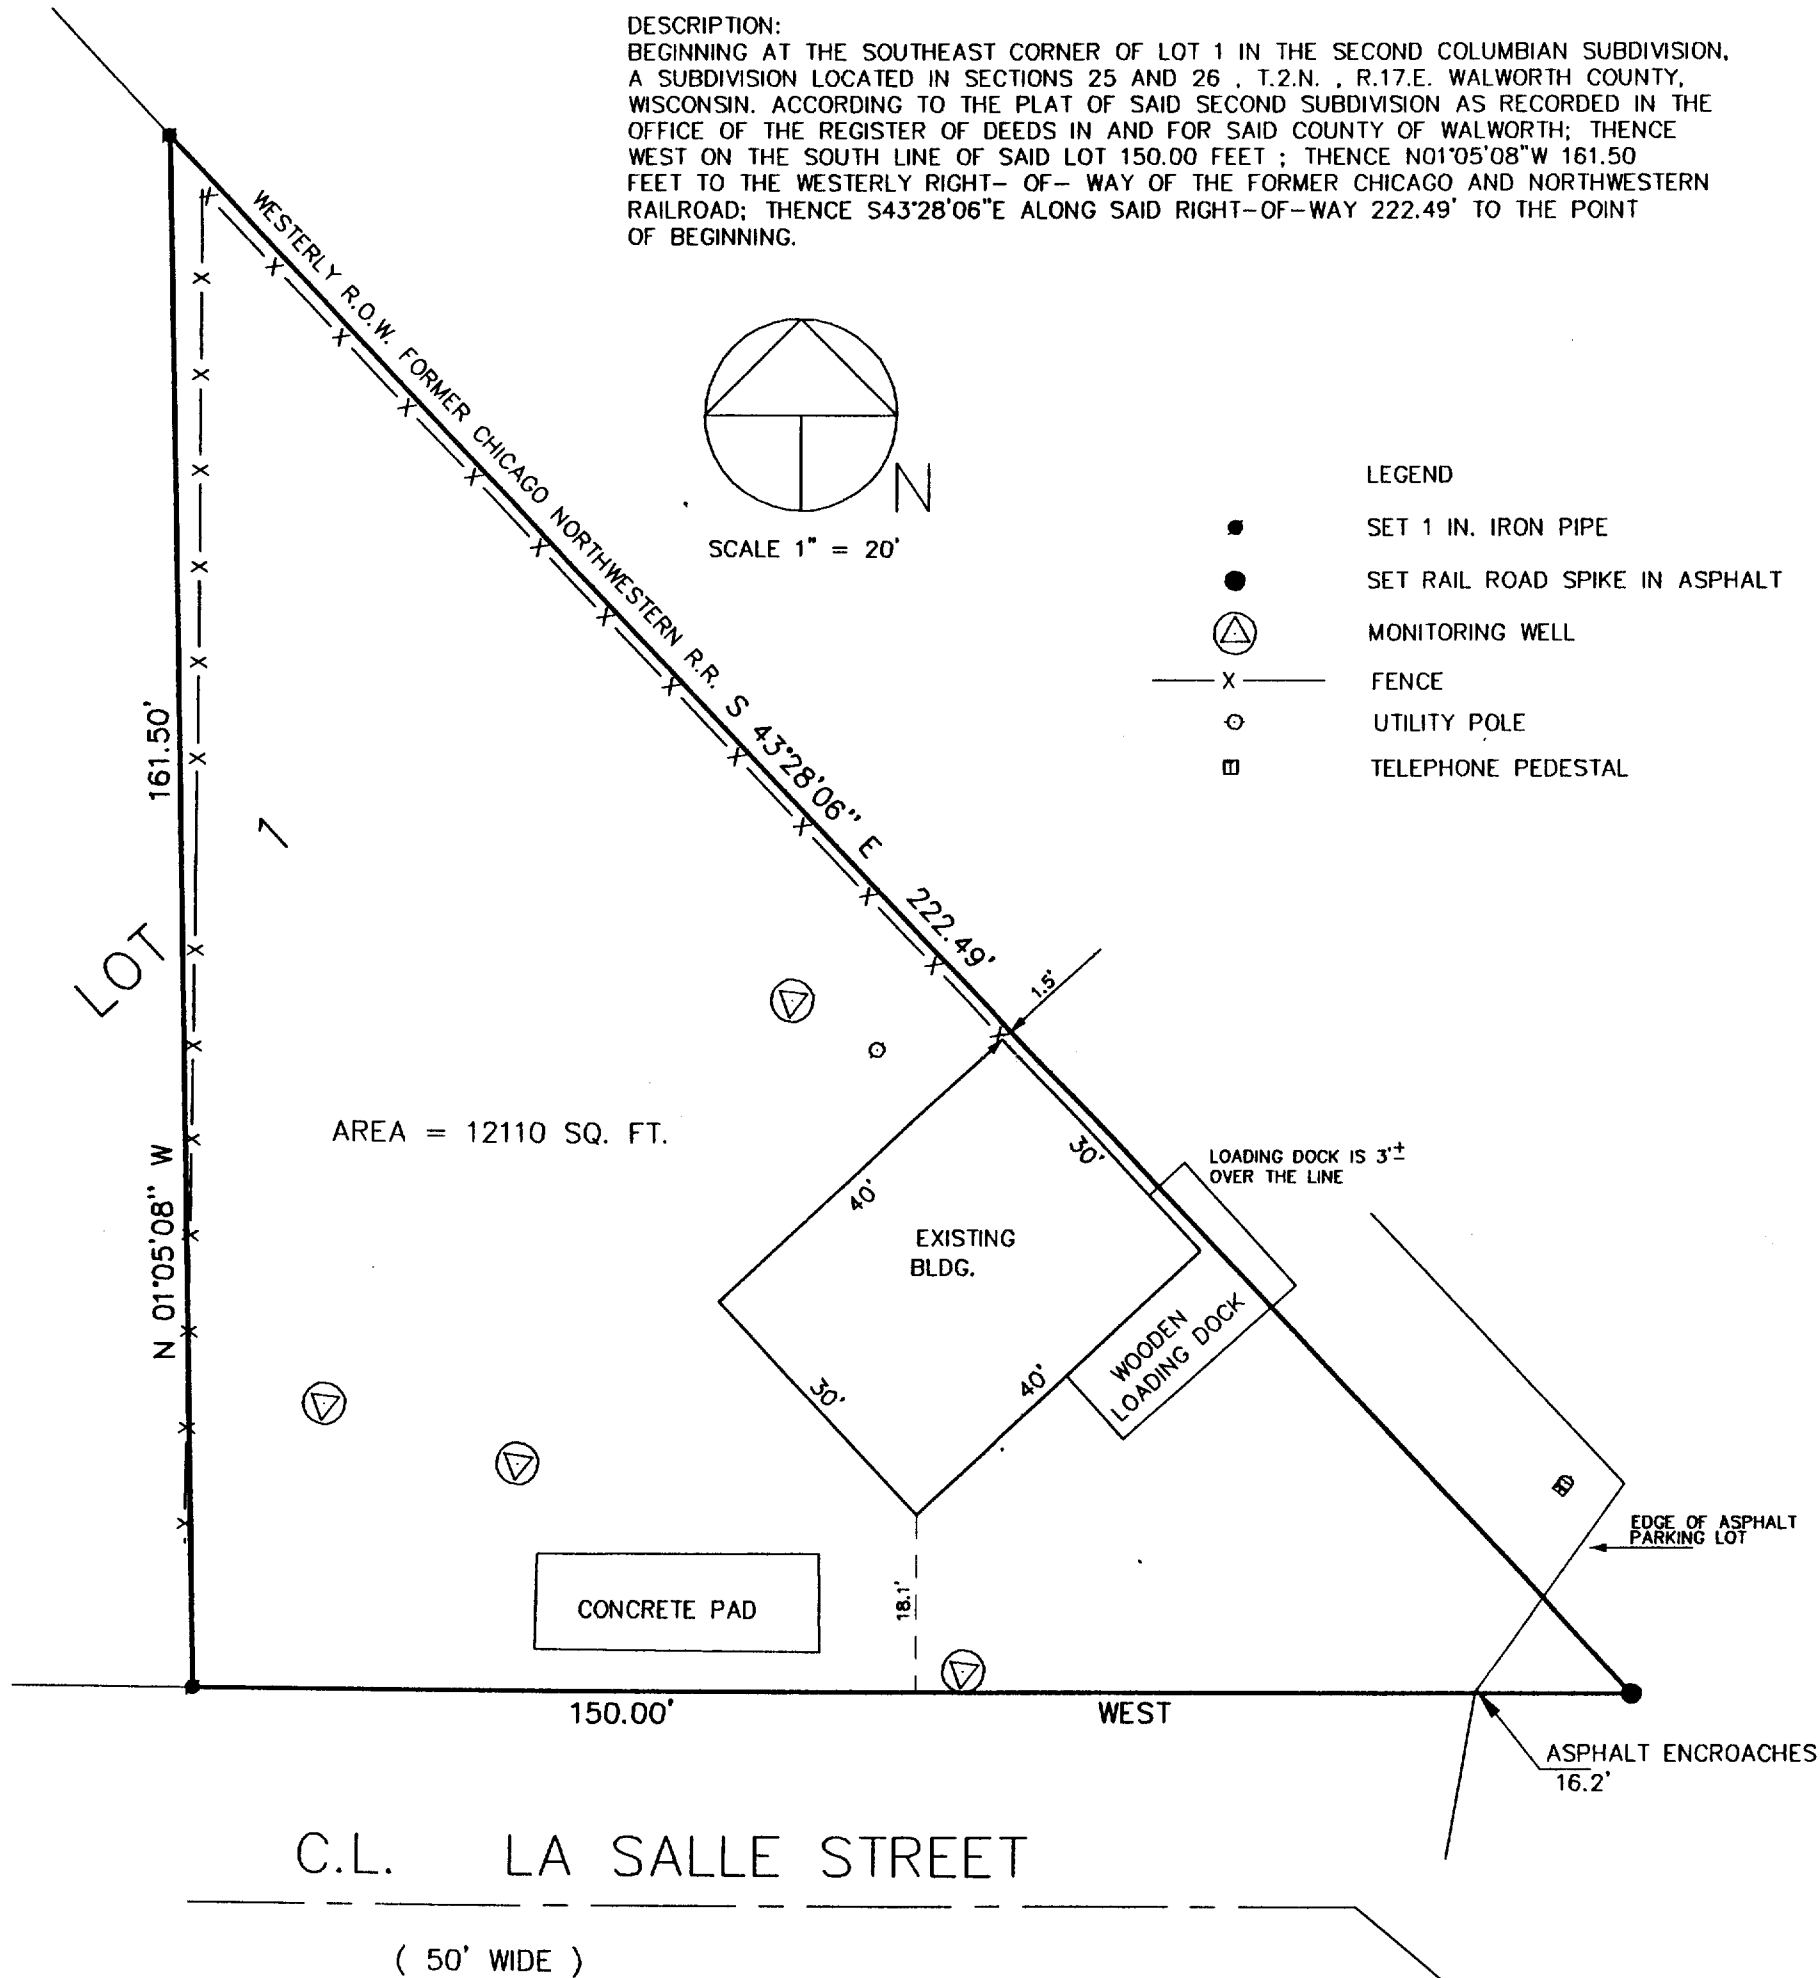 DESCRIPTION:
BEGINNING AT THE SOUTHEAST CORNER OF LOT 1 IN THE SECOND COLUMBIAN SUBDIVISION,
A SUBDIVISION LOCATED IN SECTIONS 25 AND 26 , T.2.N. , R.17.E. WALWORTH COUNTY,
WISCONSIN. ACCORDING TO THE PLAT OF SAID SECOND SUBDIVISION AS RECORDED IN THE
OFFICE OF THE REGISTER OF DEEDS IN AND FOR SAID COUNTY OF WALWORTH; THENCE
WEST ON THE SOUTH LINE OF SAID LOT 150.00 FEET ; THENCE N01°05'08"W 161.50
FEET TO THE WESTERLY RIGHT- OF- WAY OF THE FORMER CHICAGO AND NORTHWESTERN
RAILROAD; THENCE S43°28'06"E ALONG SAID RIGHT-OF-WAY 222.49' TO THE POINT
OF BEGINNING.
WESTERLY R.O.W. FORMER CHICAGO NORTHWESTERN R.R. S 43°28'06" E 222.49'
N
SCALE 1" = 20'
LEGEND
SET 1 IN. IRON PIPE
SET RAIL ROAD SPIKE IN ASPHALT
MONITORING WELL
X FENCE
UTILITY POLE
TELEPHONE PEDESTAL
161.50'
LOT 1
N 01°05'08" W
1.5'
AREA = 12110 SQ. FT.
30'
40'
LOADING DOCK IS 3'±
OVER THE LINE
EXISTING
BLDG.
WOODEN
LOADING DOCK
30'
40'
EDGE OF ASPHALT
PARKING LOT
CONCRETE PAD
18.1'
150.00'
WEST
ASPHALT ENCROACHES
16.2'
C.L. LA SALLE STREET
( 50' WIDE )